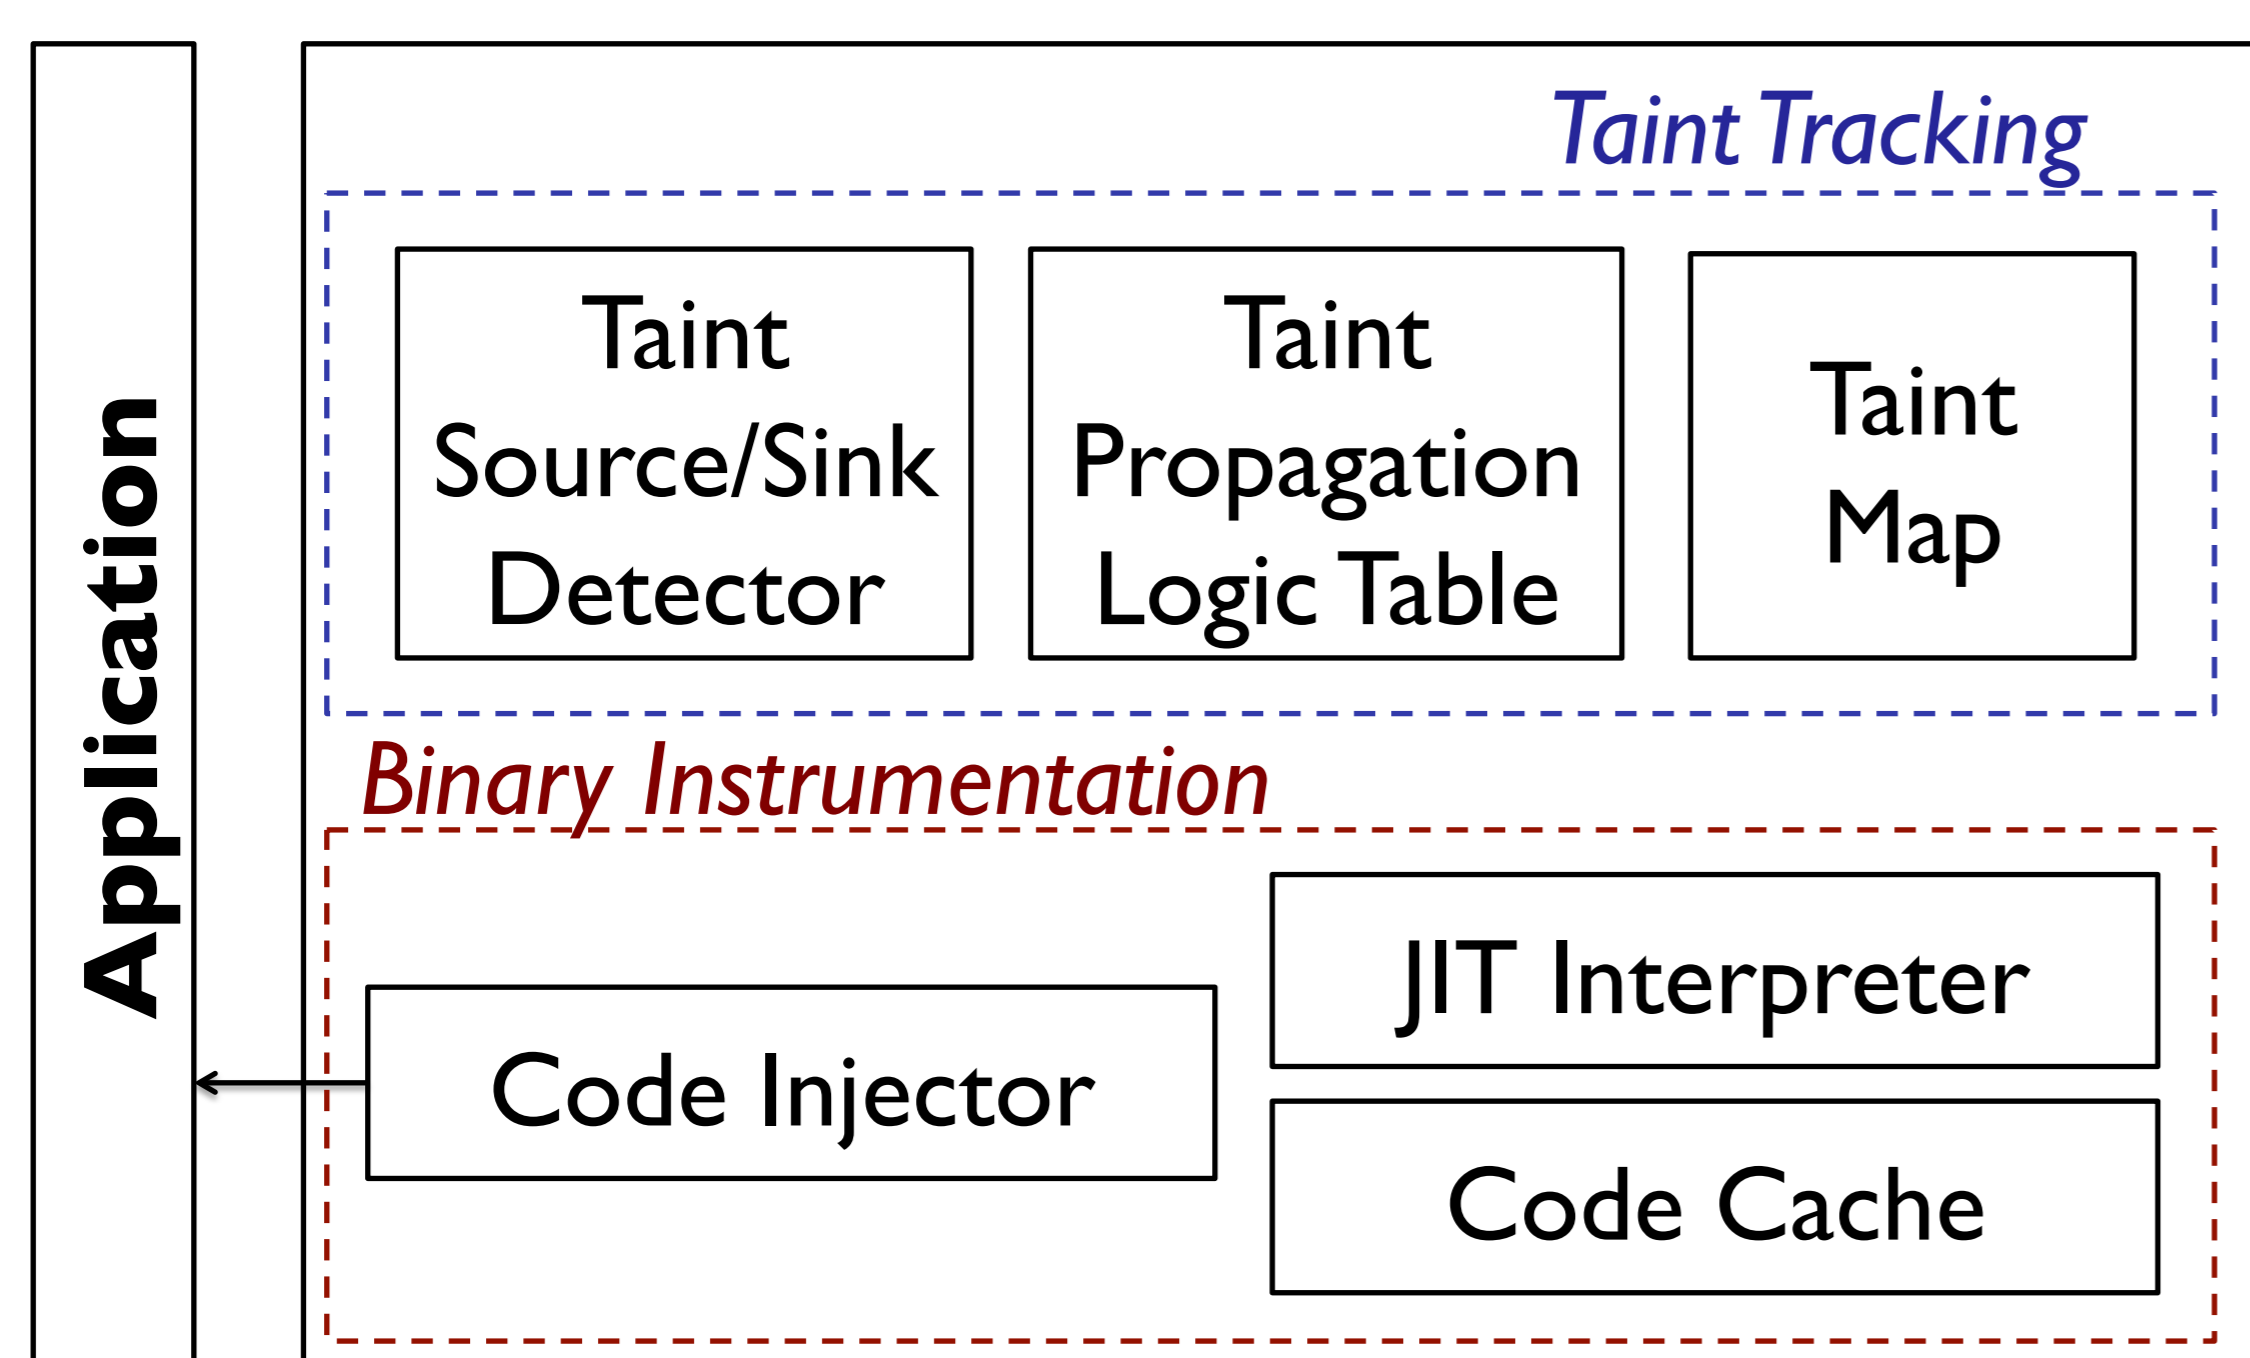 Application
Taint Tracking
Taint
Source/Sink
Detector
Taint
Propagation
Logic Table
Taint
Map
Binary Instrumentation
Code Injector
JIT Interpreter
Code Cache